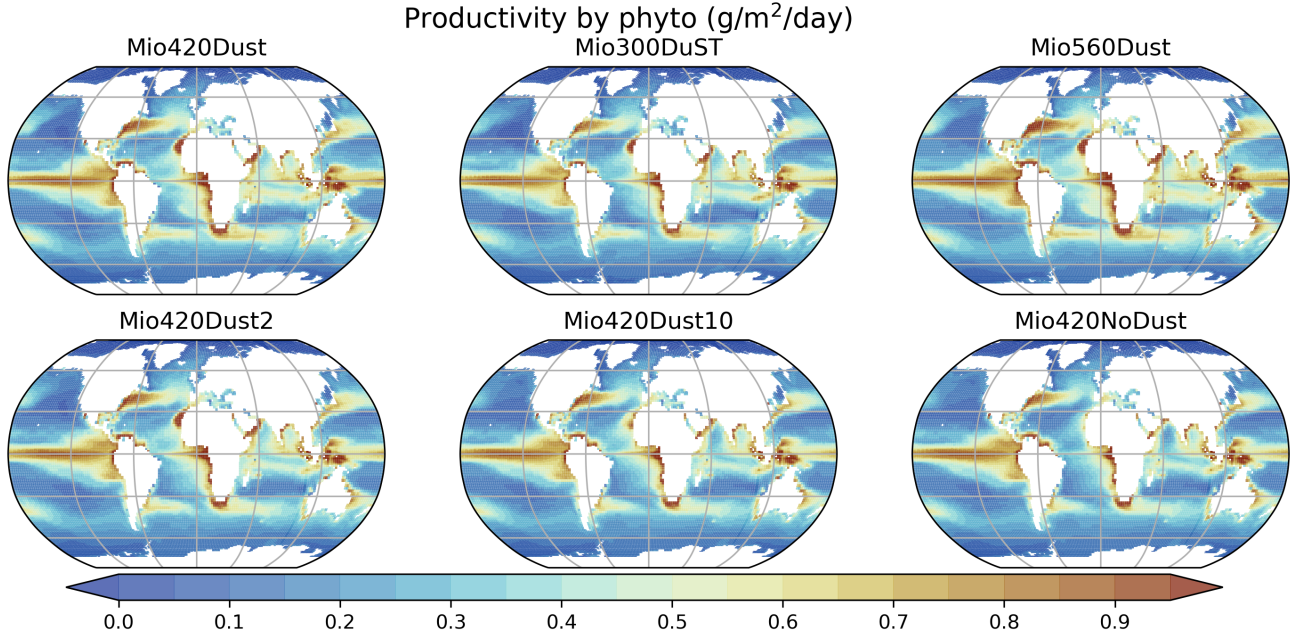 Productivity by phyto (g/m²/day)
Mio420Dust Mio300DuST Mio560Dust
Mio420Dust2 Mio420Dust10 Mio420NoDust
0.0 0.1 0.2 0.3 0.4 0.5 0.6 0.7 0.8 0.9